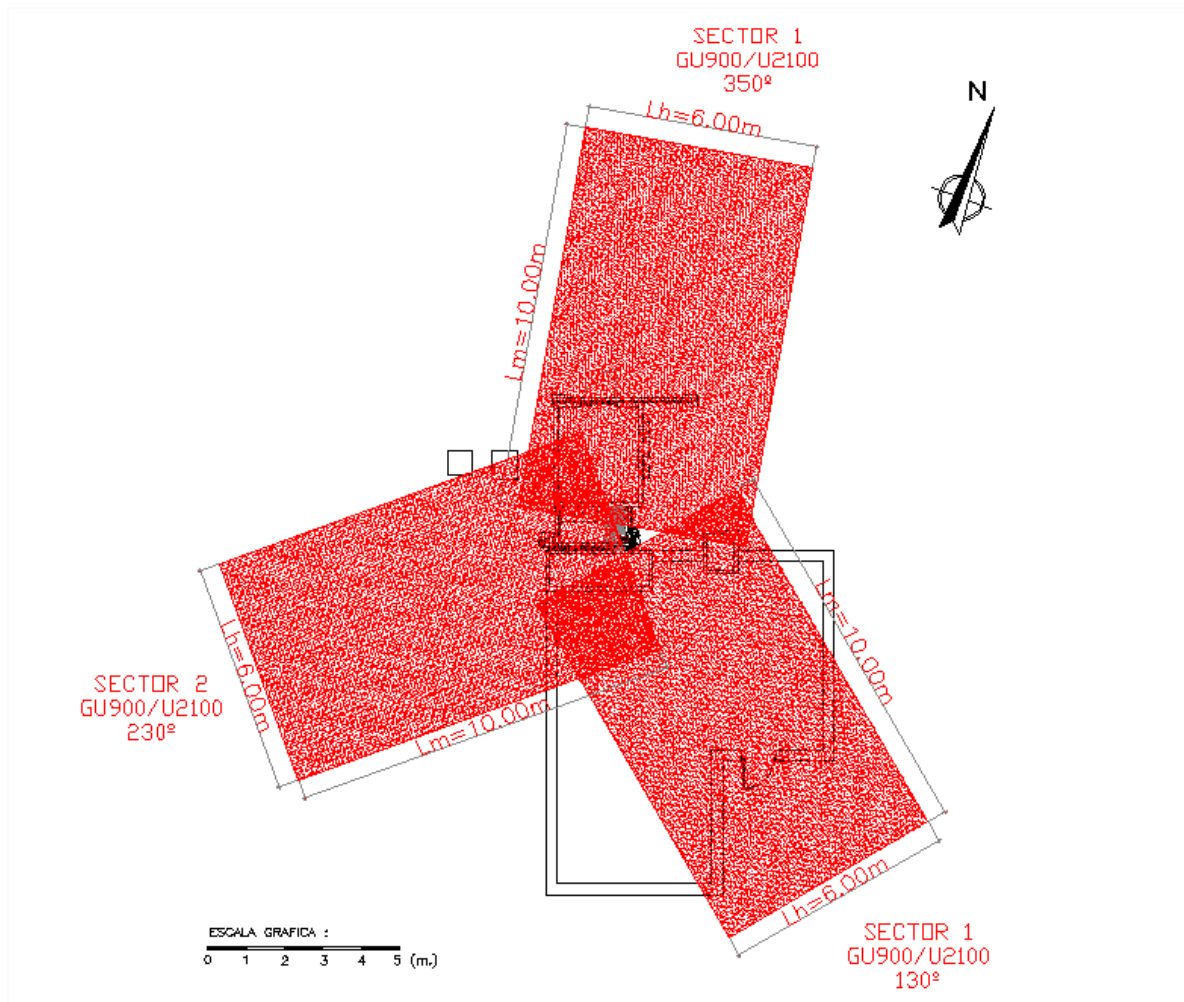 SECTOR 1
GU900/U2100
350º
N
Lh=6.00m
Lm=10.00m
Lm=10.00m
Lh=6.00m
SECTOR 2
GU900/U2100
230º
Lm=10.00m
Lh=6.00m
SECTOR 1
GU900/U2100
130º
ESCALA GRAFICA :
0 1 2 3 4 5 (m.)